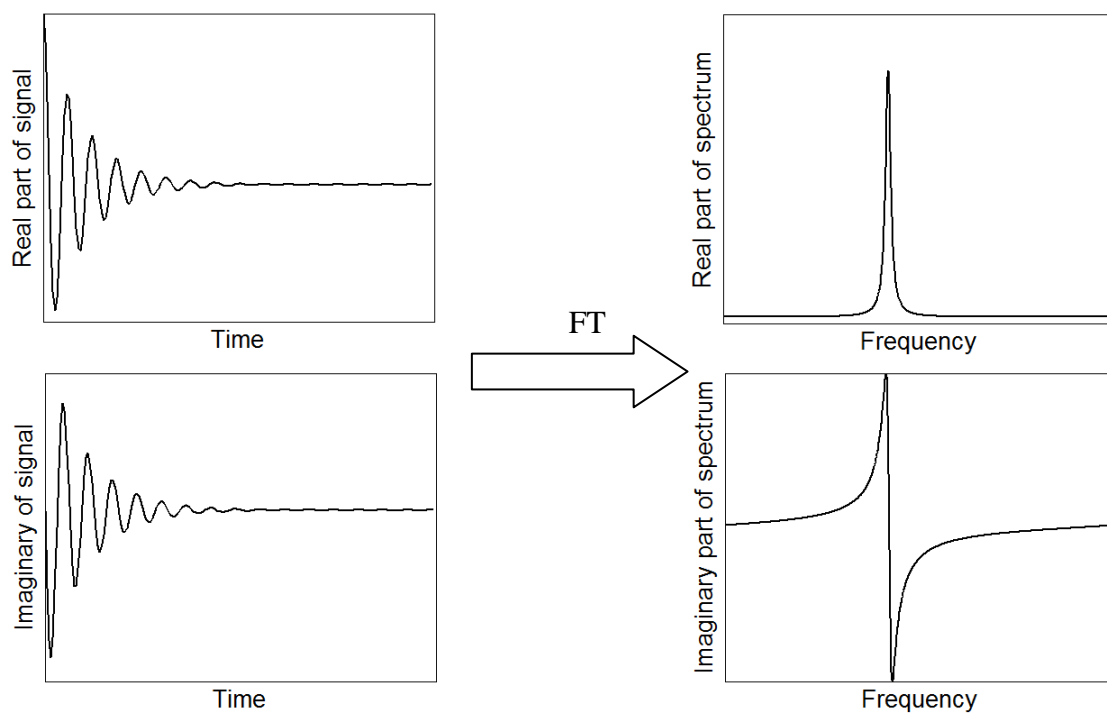 Real part of signal
Time
Real part of spectrum
Frequency
FT
Imaginary of signal
Time
Imaginary part of spectrum
Frequency